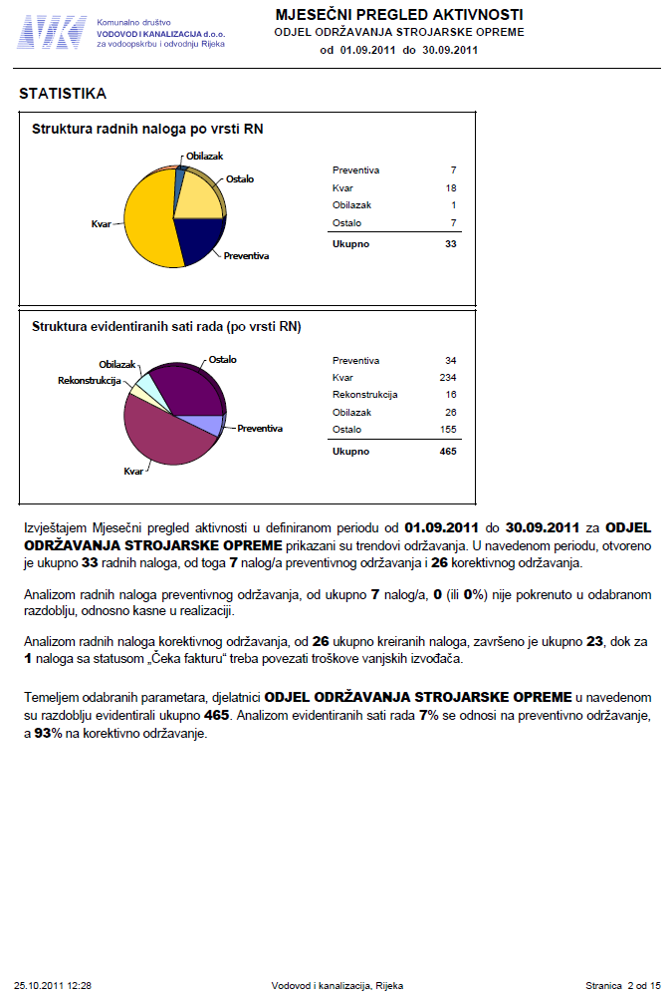 VK
Komunalno društvo
VODOVOD I KANALIZACIJA d.o.o.
za vodoopskrbu i odvodnju Rijeka
MJESEČNI PREGLED AKTIVNOSTI
ODJEL ODRŽAVANJA STROJARSKE OPREME
od 01.09.2011 do 30.09.2011
STATISTIKA
Struktura radnih naloga po vrsti RN
Obilazak
Ostalo
Kvar
Preventiva
Preventiva 7
Kvar 18
Obilazak 1
Ostalo 7
Ukupno 33
Struktura evidentiranih sati rada (po vrsti RN)
Ostalo
Obilazak
Rekonstrukcija
Preventiva
Kvar
Preventiva 34
Kvar 234
Rekonstrukcija 16
Obilazak 26
Ostalo 155
Ukupno 465
Izvještajem Mjesečni pregled aktivnosti u definiranom periodu od 01.09.2011 do 30.09.2011 za ODJEL
ODRŽAVANJA STROJARSKE OPREME prikazani su trendovi održavanja. U navedenom periodu, otvoreno
je ukupno 33 radnih naloga, od toga 7 nalog/a preventivnog održavanja i 26 korektivnog održavanja.
Analizom radnih naloga preventivnog održavanja, od ukupno 7 nalog/a, 0 (ili 0%) nije pokrenuto u odabranom
razdoblju, odnosno kasne u realizaciji.
Analizom radnih naloga korektivnog održavanja, od 26 ukupno kreiranih naloga, završeno je ukupno 23, dok za
1 naloga sa statusom „Čeka fakturu“ treba povezati troškove vanjskih izvođača.
Temeljem odabranih parametara, djelatnici ODJEL ODRŽAVANJA STROJARSKE OPREME u navedenom
su razdoblju evidentirali ukupno 465. Analizom evidentiranih sati rada 7% se odnosi na preventivno održavanje,
a 93% na korektivno održavanje.
25.10.2011 12:28 Vodovod i kanalizacija, Rijeka Stranica 2 od 15